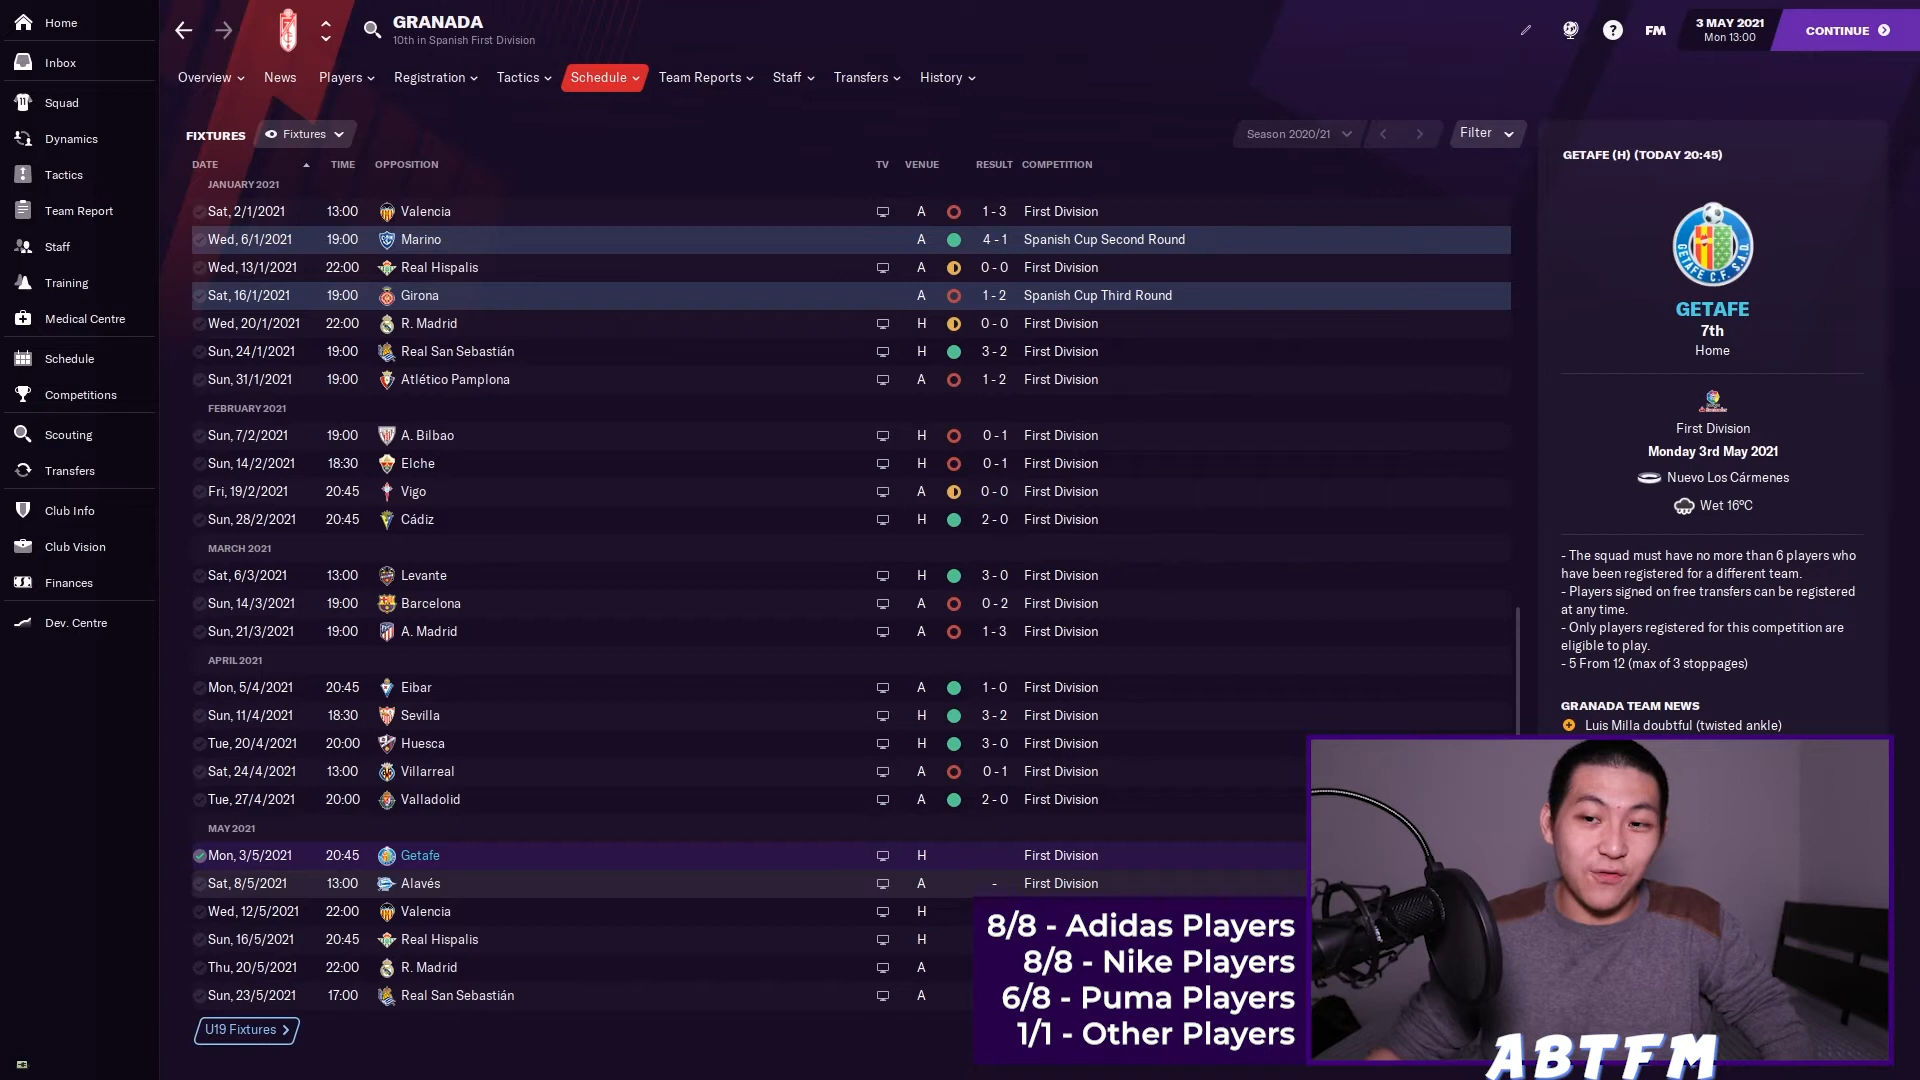 Home
Inbox
Squad
Dynamics
Tactics
Team Report
Staff
Training
Medical Centre
Schedule
Competitions
Scouting
Transfers
Club Info
Club Vision
Finances
Dev. Centre
GRANADA
10th in Spanish First Division
FM
3 MAY 2021
Mon 13:00
CONTINUE
Overview News Players Registration Tactics Schedule Team Reports Staff Transfers History
FIXTURES Fixtures Season 2020/21 Filter
DATE TIME OPPOSITION TV VENUE RESULT COMPETITION
JANUARY 2021
Sat, 2/1/2021 13:00 Valencia A 1 - 3 First Division
Wed, 6/1/2021 19:00 Marino A 4 - 1 Spanish Cup Second Round
Wed, 13/1/2021 22:00 Real Hispalis A 0 - 0 First Division
Sat, 16/1/2021 19:00 Girona A 1 - 2 Spanish Cup Third Round
Wed, 20/1/2021 22:00 R. Madrid H 0 - 0 First Division
Sun, 24/1/2021 19:00 Real San Sebastián H 3 - 2 First Division
Sun, 31/1/2021 19:00 Atlético Pamplona A 1 - 2 First Division
FEBRUARY 2021
Sun, 7/2/2021 19:00 A. Bilbao H 0 - 1 First Division
Sun, 14/2/2021 18:30 Elche H 0 - 1 First Division
Fri, 19/2/2021 20:45 Vigo A 0 - 0 First Division
Sun, 28/2/2021 20:45 Cádiz H 2 - 0 First Division
MARCH 2021
Sat, 6/3/2021 13:00 Levante H 3 - 0 First Division
Sun, 14/3/2021 19:00 Barcelona A 0 - 2 First Division
Sun, 21/3/2021 19:00 A. Madrid A 1 - 3 First Division
APRIL 2021
Mon, 5/4/2021 20:45 Eibar A 1 - 0 First Division
Sun, 11/4/2021 18:30 Sevilla H 3 - 2 First Division
Tue, 20/4/2021 20:00 Huesca H 3 - 0 First Division
Sat, 24/4/2021 13:00 Villarreal A 0 - 1 First Division
Tue, 27/4/2021 20:00 Valladolid A 2 - 0 First Division
MAY 2021
Mon, 3/5/2021 20:45 Getafe H First Division
Sat, 8/5/2021 13:00 Alavés A - First Division
Wed, 12/5/2021 22:00 Valencia H
Sun, 16/5/2021 20:45 Real Hispalis H
Thu, 20/5/2021 22:00 R. Madrid A
Sun, 23/5/2021 17:00 Real San Sebastián A
U19 Fixtures
GETAFE (H) (TODAY 20:45)
GETAFE C.F. S.A.D.
GETAFE
7th
Home
First Division
Monday 3rd May 2021
Nuevo Los Cármenes
Wet 16ºC
- The squad must have no more than 6 players who
have been registered for a different team.
- Players signed on free transfers can be registered
at any time.
- Only players registered for this competition are
eligible to play.
- 5 From 12 (max of 3 stoppages)
GRANADA TEAM NEWS
Luis Milla doubtful (twisted ankle)
8/8 - Adidas Players
8/8 - Nike Players
6/8 - Puma Players
1/1 - Other Players
ABTFM